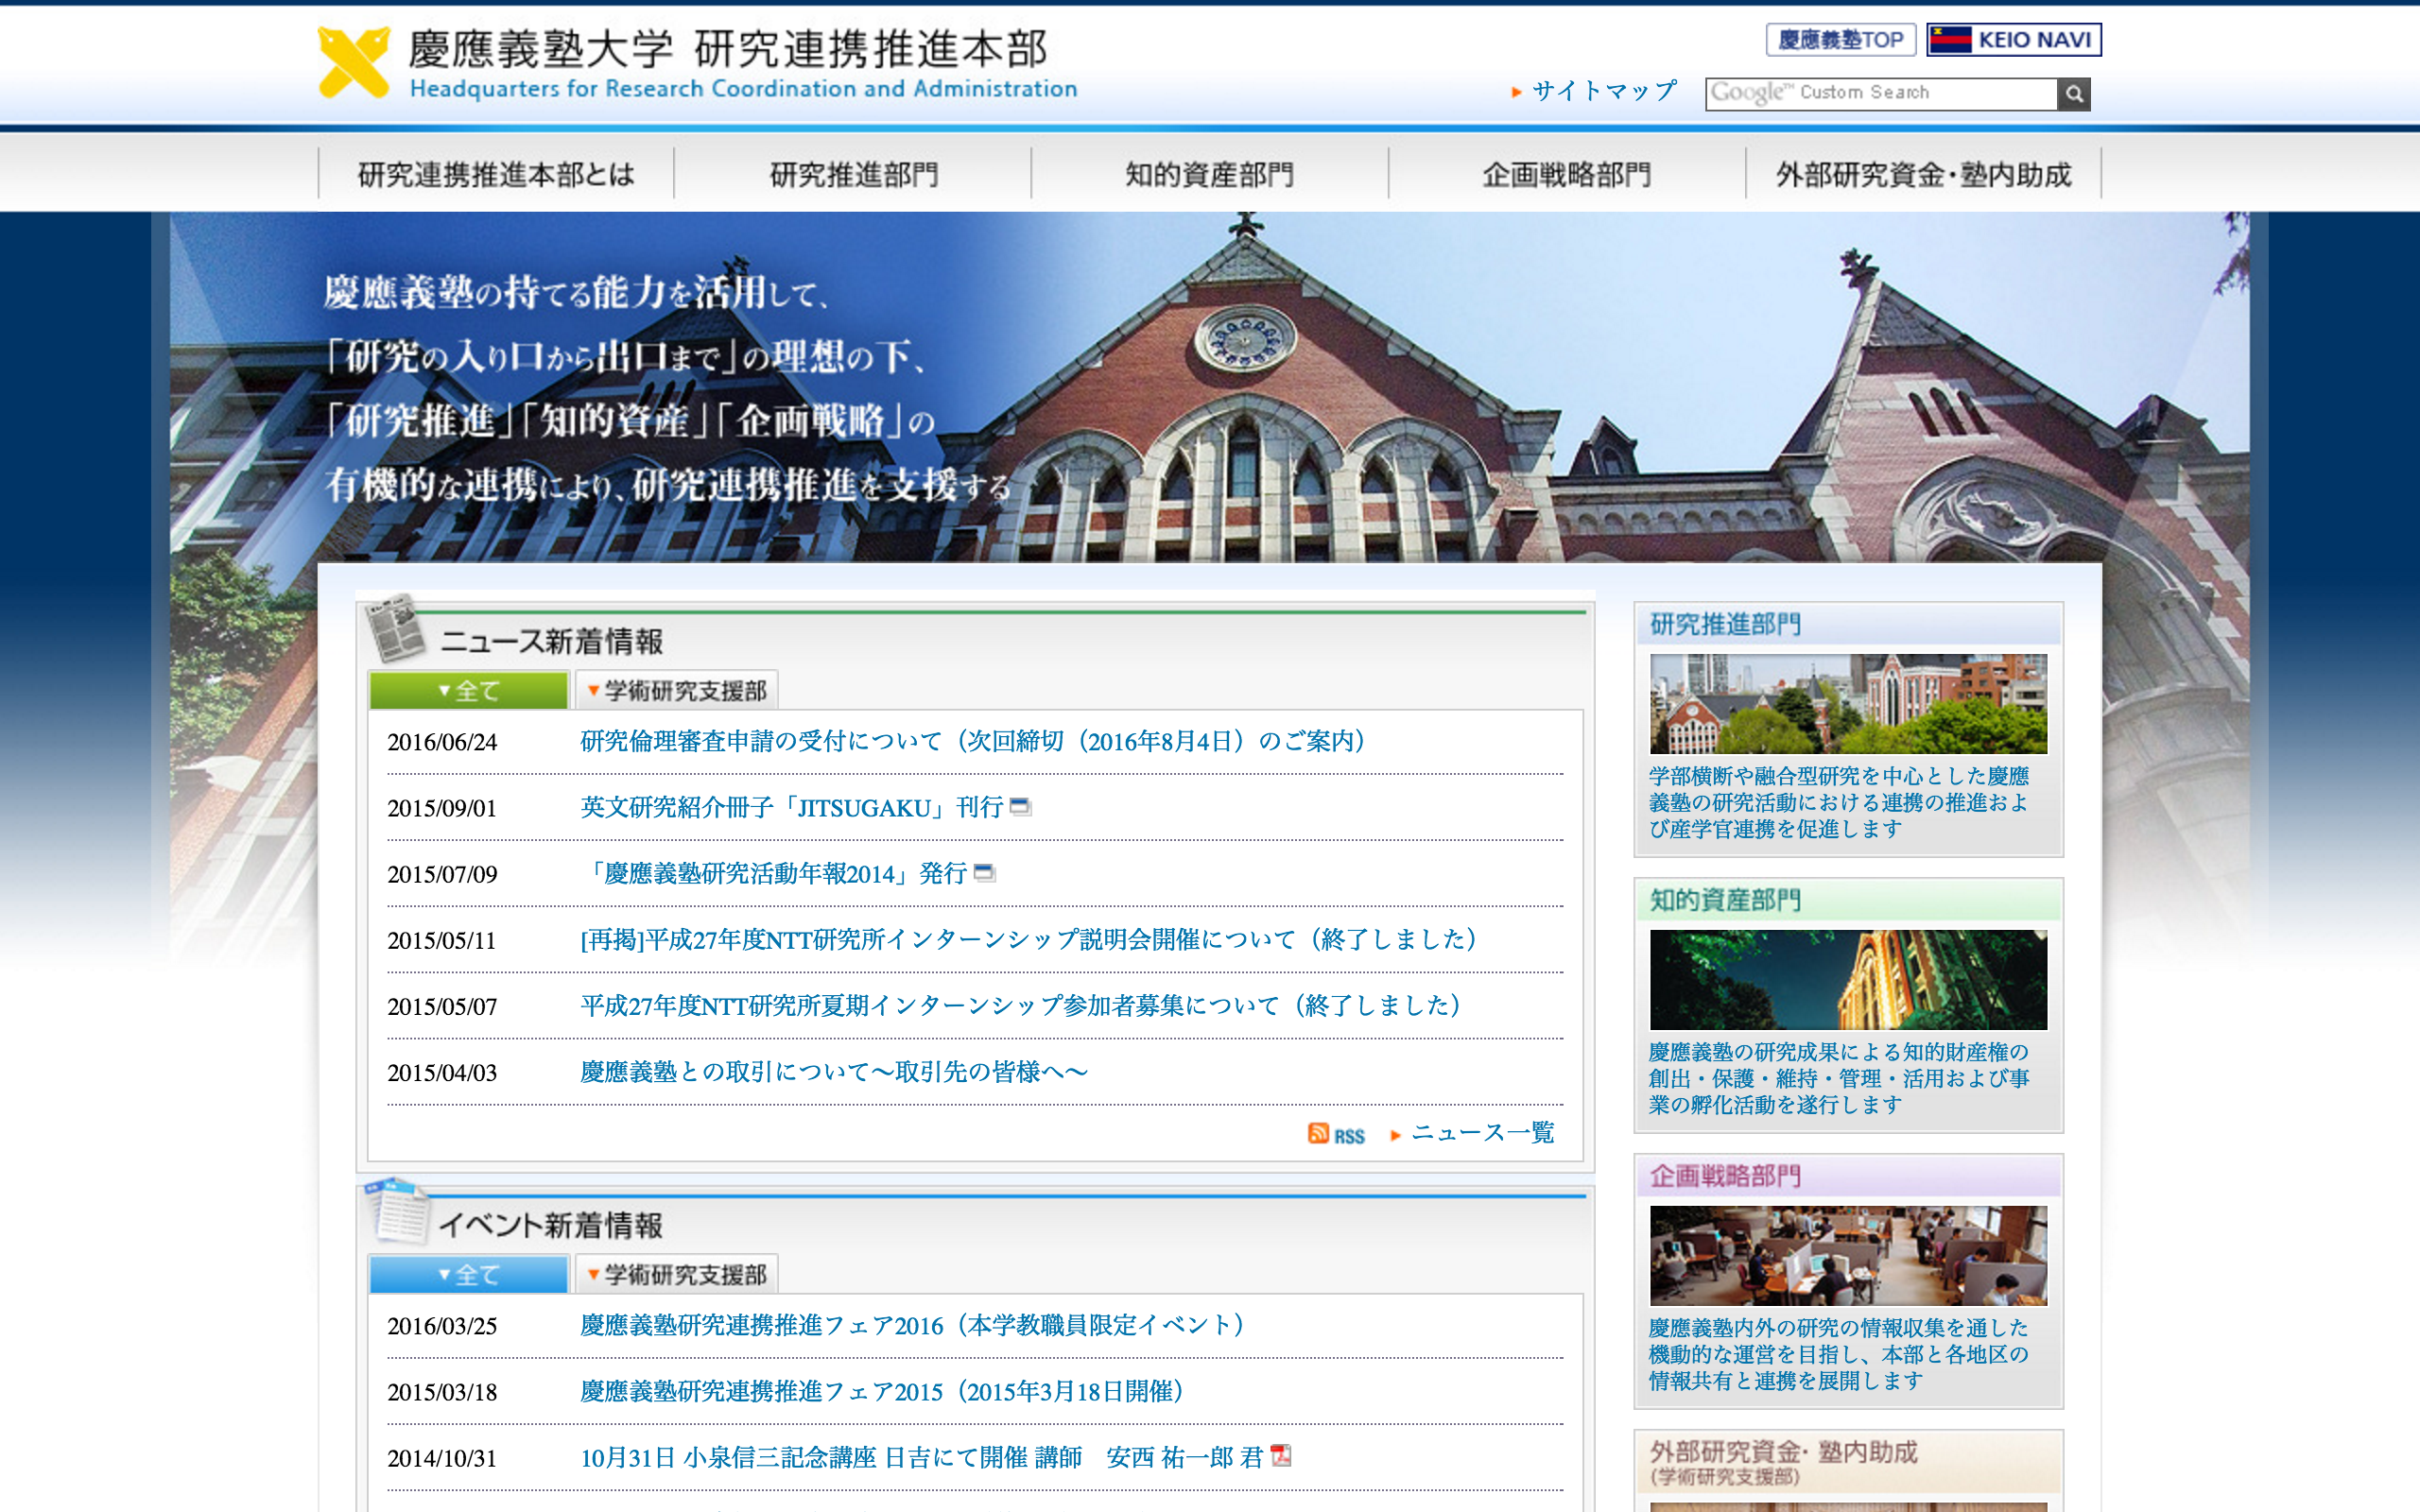 慶應義塾大学 研究連携推進本部
Headquarters for Research Coordination and Administration
慶應義塾TOP
KEIO NAVI
サイトマップ
Google™ Custom Search
研究連携推進本部とは
研究推進部門
知的資産部門
企画戦略部門
外部研究資金・塾内助成
慶應義塾の持てる能力を活用して、
「研究の入り口から出口まで」の理想の下、
「研究推進」「知的資産」「企画戦略」の
有機的な連携により、研究連携推進を支援する
ニュース新着情報
▼全て
▼学術研究支援部
2016/06/24 研究倫理審査申請の受付について（次回締切（2016年8月4日）のご案内）
2015/09/01 英文研究紹介冊子「JITSUGAKU」刊行
2015/07/09 「慶應義塾研究活動年報2014」発行
2015/05/11 [再掲]平成27年度NTT研究所インターンシップ説明会開催について（終了しました）
2015/05/07 平成27年度NTT研究所夏期インターンシップ参加者募集について（終了しました）
2015/04/03 慶應義塾との取引について～取引先の皆様へ～
RSS
ニュース一覧
イベント新着情報
▼全て
▼学術研究支援部
2016/03/25 慶應義塾研究連携推進フェア2016（本学教職員限定イベント）
2015/03/18 慶應義塾研究連携推進フェア2015（2015年3月18日開催）
2014/10/31 10月31日 小泉信三記念講座 日吉にて開催 講師　安西 祐一郎 君
研究推進部門
学部横断や融合型研究を中心とした慶應
義塾の研究活動における連携の推進およ
び産学官連携を促進します
知的資産部門
慶應義塾の研究成果による知的財産権の
創出・保護・維持・管理・活用および事
業の孵化活動を遂行します
企画戦略部門
慶應義塾内外の研究の情報収集を通した
機動的な運営を目指し、本部と各地区の
情報共有と連携を展開します
外部研究資金・塾内助成
(学術研究支援部)